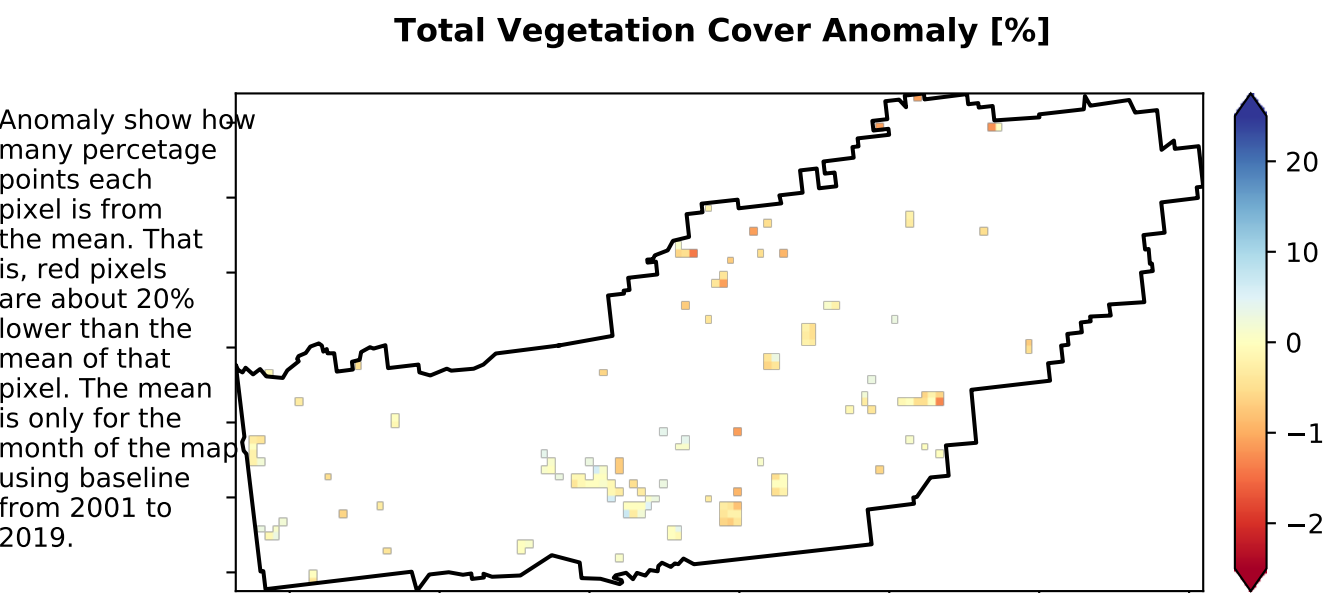 Total Vegetation Cover Anomaly [%]
Anomaly show how
many percetage
points each
pixel is from
the mean. That
is, red pixels
are about 20%
lower than the
mean of that
pixel. The mean
is only for the
month of the map
using baseline
from 2001 to
2019.
20
10
0
−1
−2